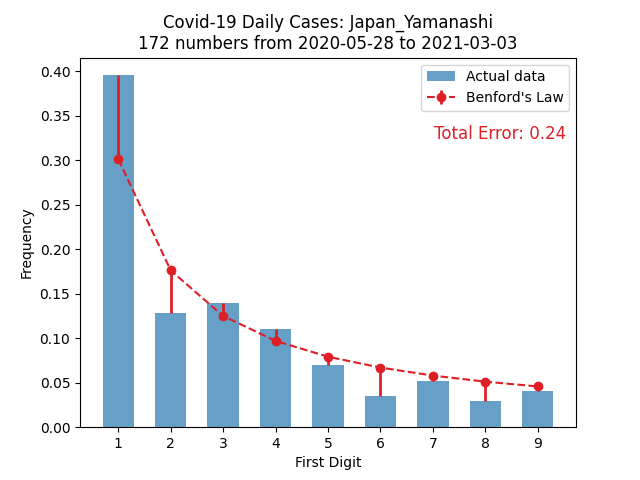 Covid-19 Daily Cases: Japan_Yamanashi
172 numbers from 2020-05-28 to 2021-03-03
Actual data
Benford's Law
Total Error: 0.24
Frequency
0.40
0.35
0.30
0.25
0.20
0.15
0.10
0.05
0.00
1 2 3 4 5 6 7 8 9
First Digit